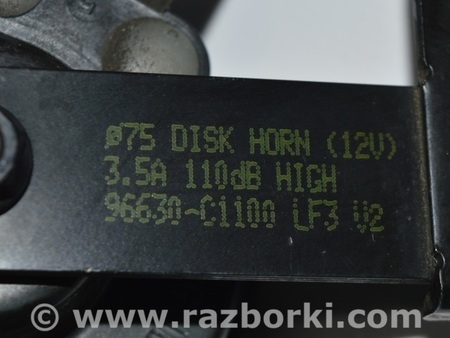 ø75 DISK HORN (12V)
3.5A 110dB HIGH
96630-C1100 LF3 V2
© www.razborki.com